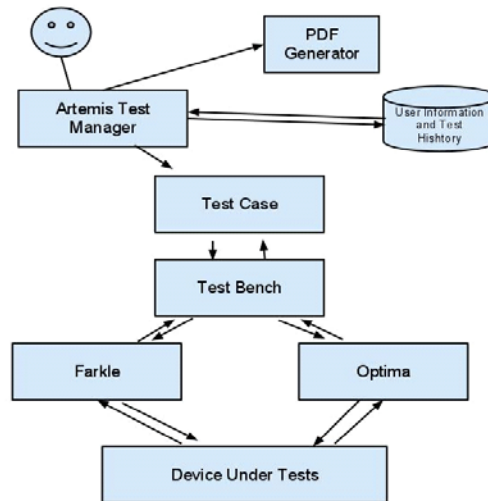 PDF
Generator
Artemis Test
Manager
User Information
and Test
Hishtory
Test Case
Test Bench
Farkle
Optima
Device Under Tests